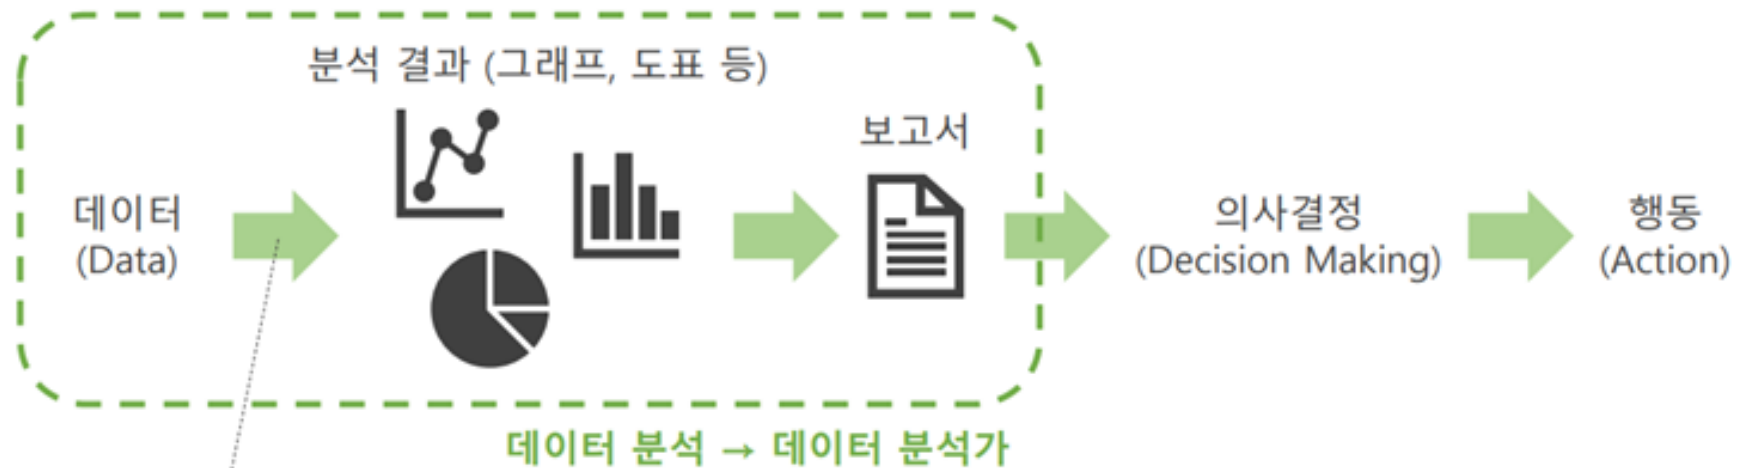 분석 결과 (그래프, 도표 등)
보고서
데이터
(Data)
의사결정
(Decision Making)
행동
(Action)
데이터 분석 → 데이터 분석가